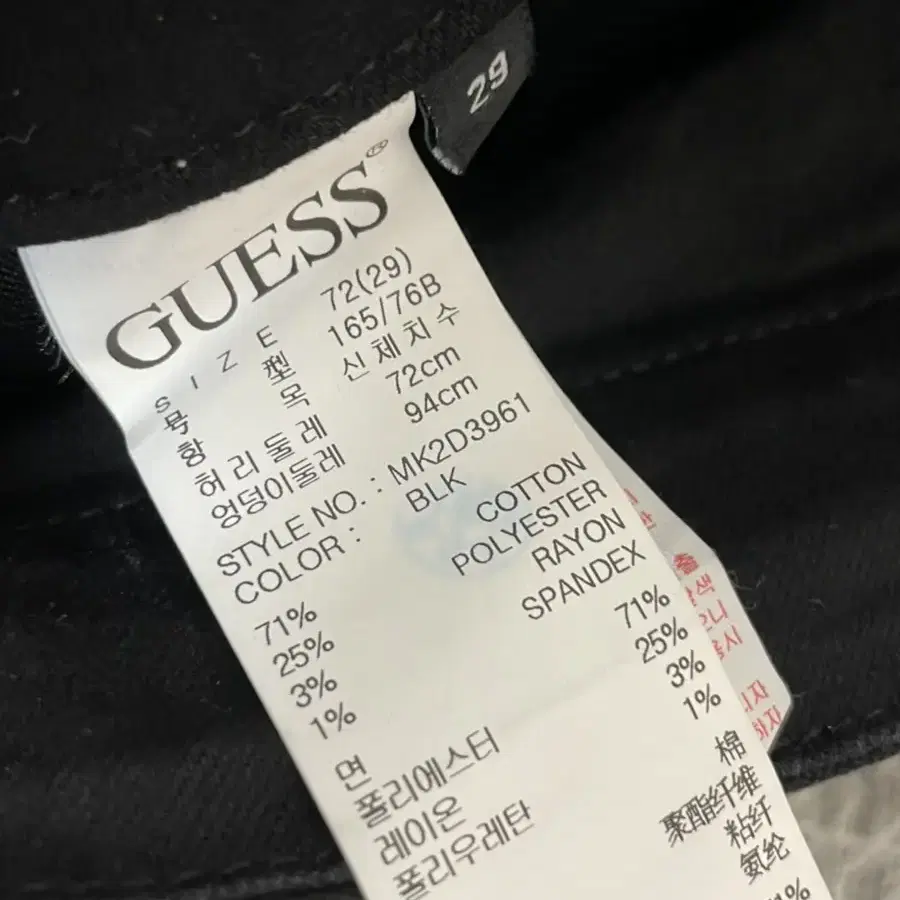 29
GUESS®
SIZE 72(29)
号 型 165/76B
항 목 신체치수
허리둘레 72cm
엉덩이둘레 94cm
STYLE NO. : MK2D3961
COLOR : BLK
71% COTTON
25% POLYESTER
3% RAYON
1% SPANDEX
면 71%
폴리에스터 25%
레이온 3%
폴리우레탄 1%
棉
聚酯纤维
粘纤
氨纶